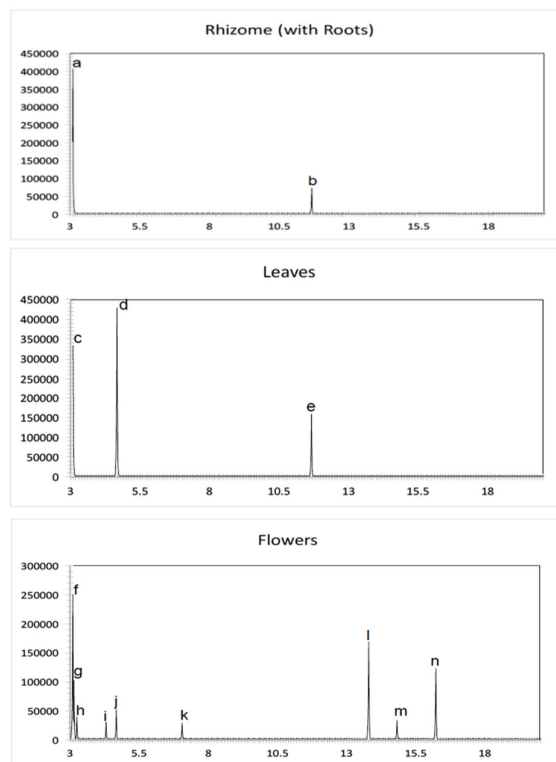 Rhizome (with Roots)
450000
400000
350000
300000
250000
200000
150000
100000
50000
0
a
b
3 5.5 8 10.5 13 15.5 18
Leaves
450000
400000
350000
300000
250000
200000
150000
100000
50000
0
c
d
e
3 5.5 8 10.5 13 15.5 18
Flowers
300000
250000
200000
150000
100000
50000
0
f
g
h
i
j
k
l
m
n
3 5.5 8 10.5 13 15.5 18